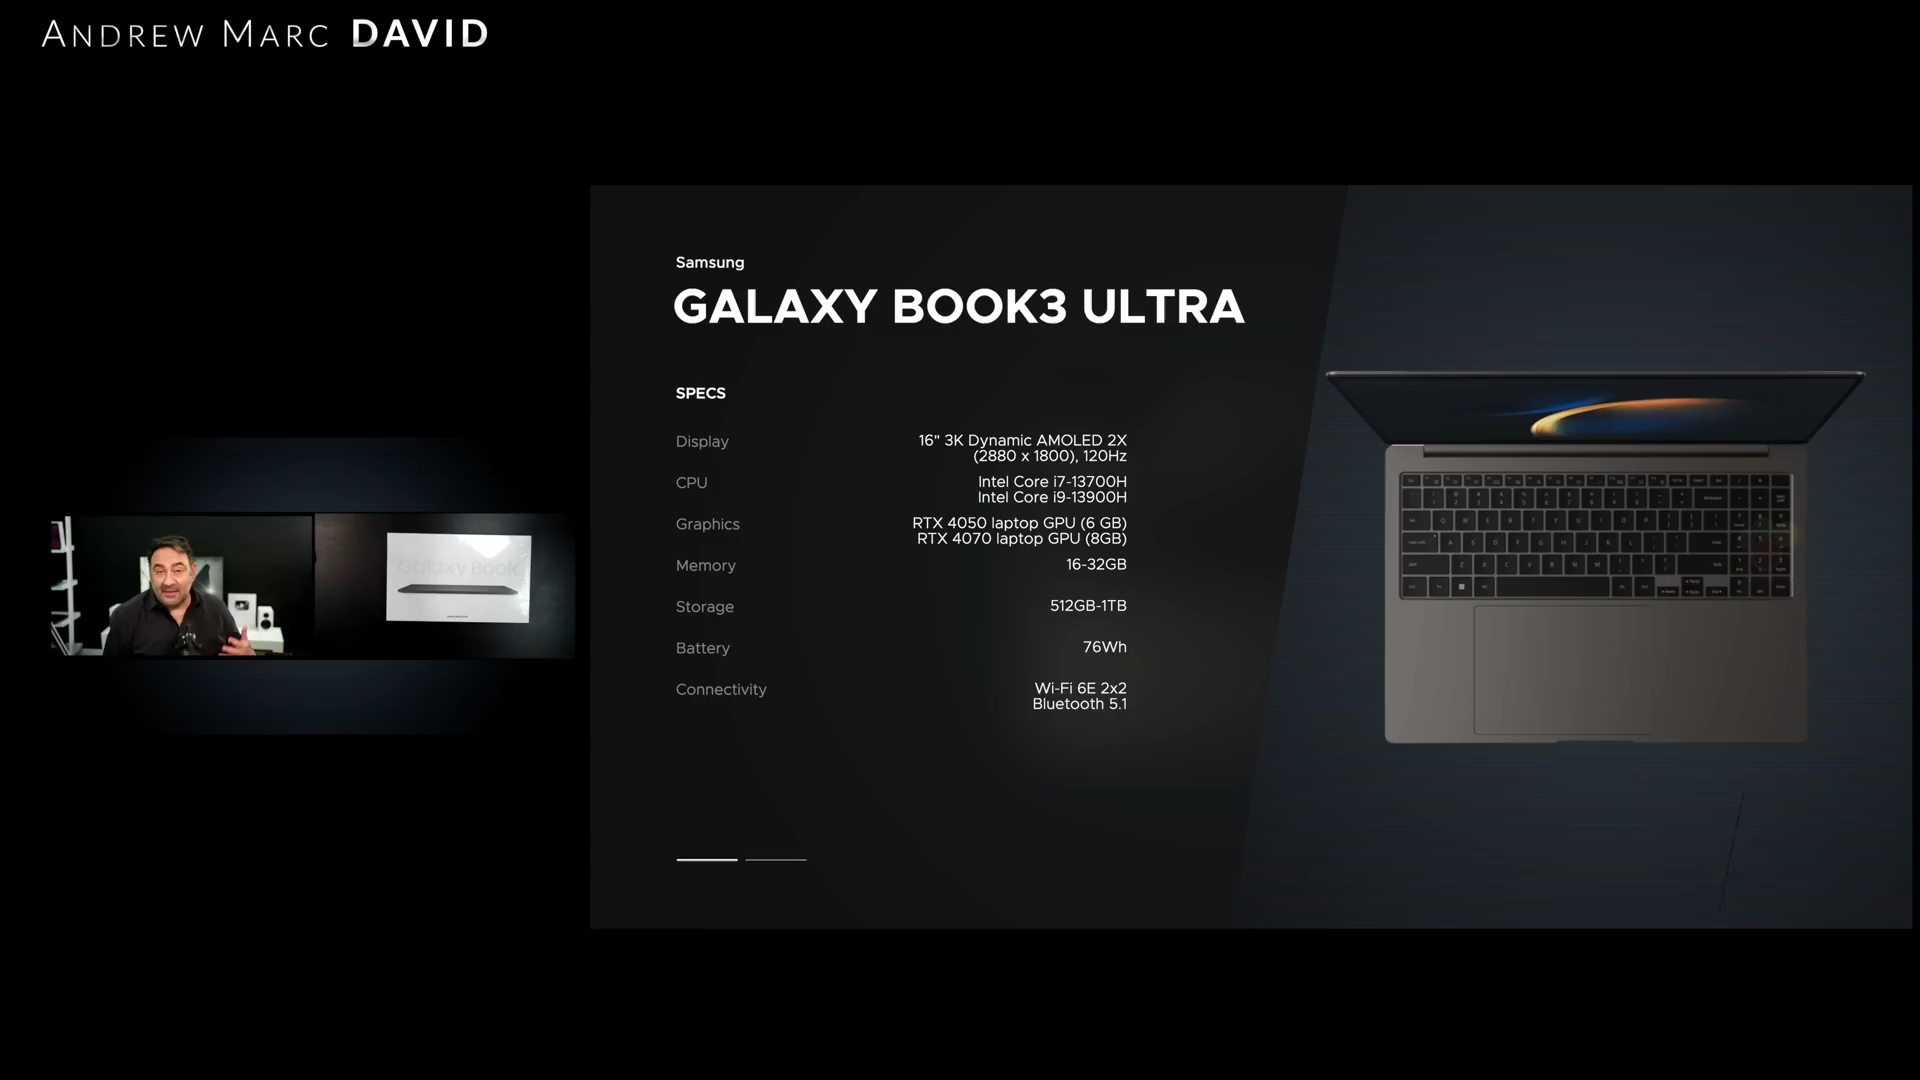 ANDREW MARC DAVID
Samsung
GALAXY BOOK3 ULTRA
SPECS
Display
16" 3K Dynamic AMOLED 2X
(2880 x 1800), 120Hz
CPU
Intel Core i7-13700H
Intel Core i9-13900H
Graphics
RTX 4050 laptop GPU (6 GB)
RTX 4070 laptop GPU (8GB)
Memory
16-32GB
Storage
512GB-1TB
Battery
76Wh
Connectivity
Wi-Fi 6E 2x2
Bluetooth 5.1
Galaxy Book